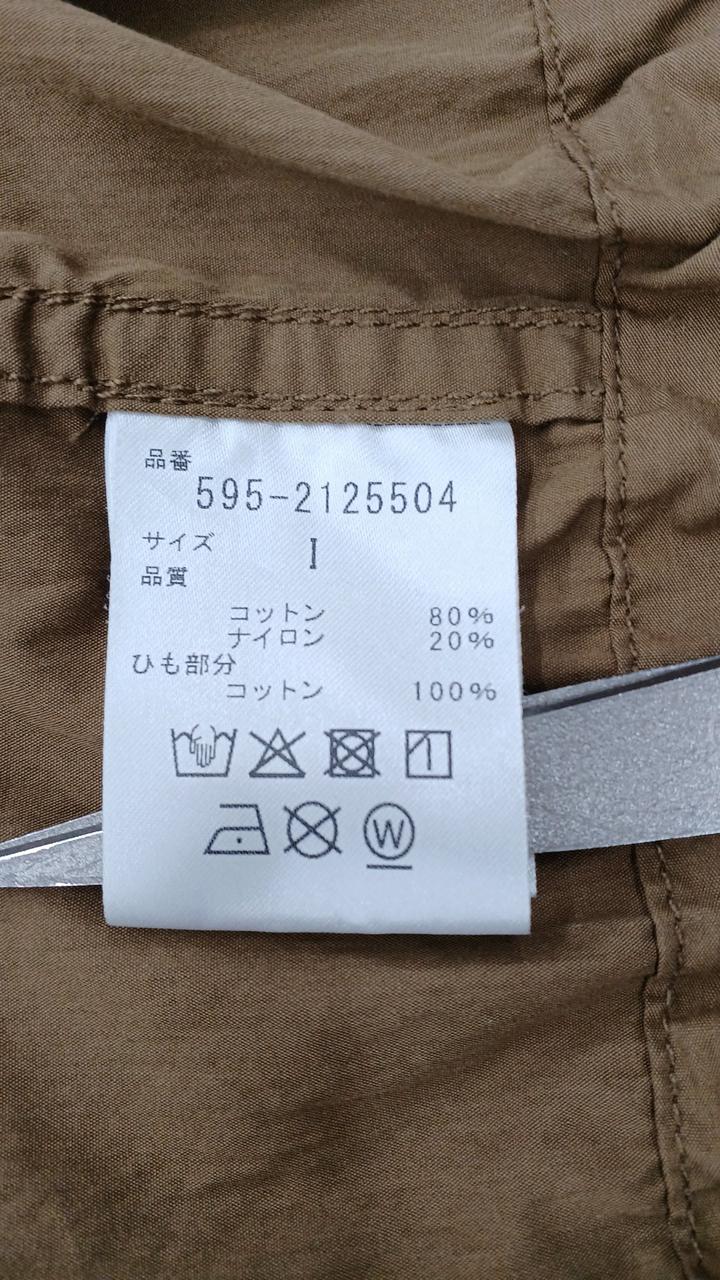 品番
595-2125504
サイズ I
品質
コットン 80%
ナイロン 20%
ひも部分
コットン 100%
W